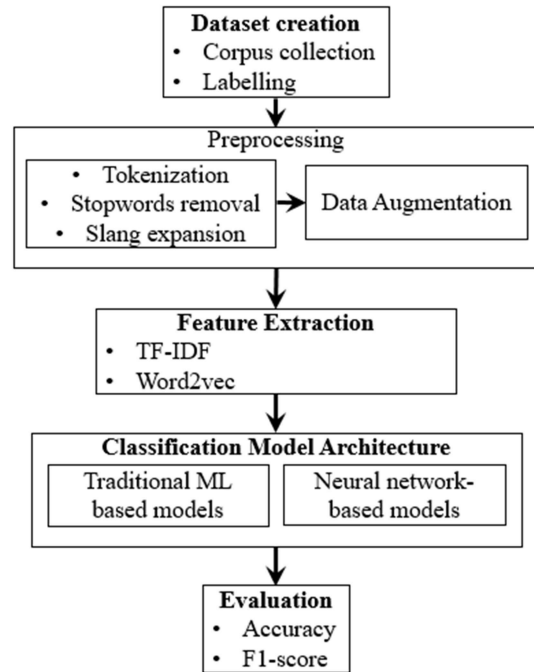 Dataset creation
• Corpus collection
• Labelling
Preprocessing
• Tokenization
• Stopwords removal
• Slang expansion
Data Augmentation
Feature Extraction
• TF-IDF
• Word2vec
Classification Model Architecture
Traditional ML
based models
Neural network-
based models
Evaluation
• Accuracy
• F1-score